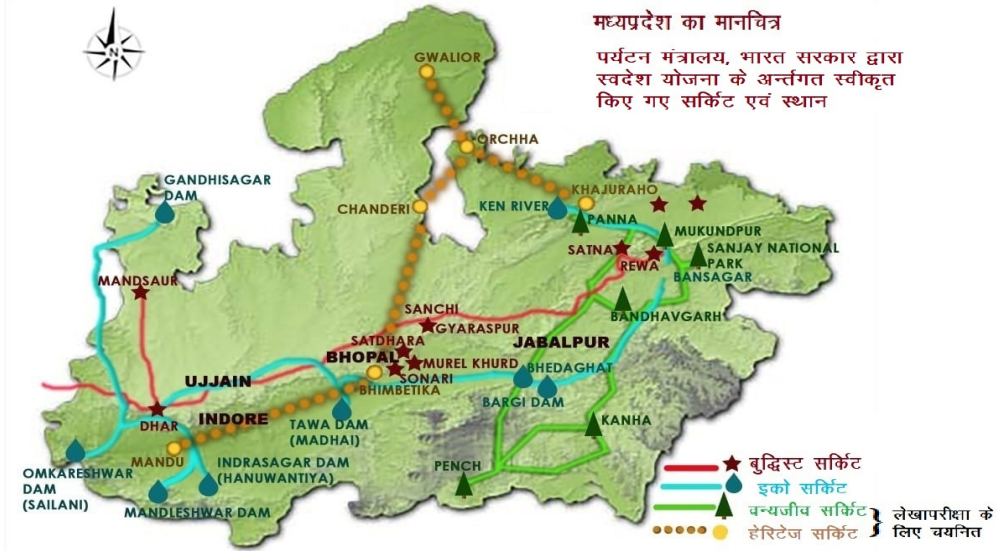 मध्यप्रदेश का मानचित्र
पर्यटन मंत्रालय, भारत सरकार द्वारा
स्वदेश योजना के अर्न्तगत स्वीकृत
किए गए सर्किट एवं स्थान
N
GWALIOR
ORCHHA
GANDHISAGAR
DAM
CHANDERI
KEN RIVER
KHAJURAHO
PANNA
MUKUNDPUR
SATNA
SANJAY NATIONAL
PARK
REWA
BANSAGAR
MANDSAUR
BANDHAVGARH
SANCHI
GYARASPUR
SATDHARA
JABALPUR
BHOPAL
MUREL KHURD
BHEDAGHAT
SONARI
UJJAIN
BHIMBETIKA
BARGI DAM
INDORE
DHAR
TAWA DAM
(MADHAI)
KANHA
MANDU
OMKARESHWAR
DAM
(SAILANI)
INDRASAGAR DAM
(HANUWANTIYA)
PENCH
MANDLESHWAR DAM
बुद्धिस्ट सर्किट
इको सर्किट
वन्यजीव सर्किट
हेरिटेज सर्किट
} लेखापरीक्षा के
लिए चयनित